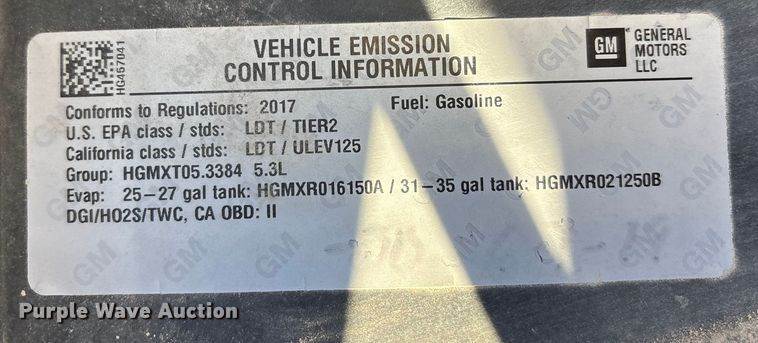 HG457041
VEHICLE EMISSION
CONTROL INFORMATION
GM
GENERAL
MOTORS
LLC
Conforms to Regulations: 2017 Fuel: Gasoline
U.S. EPA class / stds: LDT / TIER2
California class / stds: LDT / ULEV125
Group: HGMXT05.3384 5.3L
Evap: 25-27 gal tank: HGMXR016150A / 31-35 gal tank: HGMXR021250B
DGI/HO2S/TWC, CA OBD: II
Purple Wave Auction